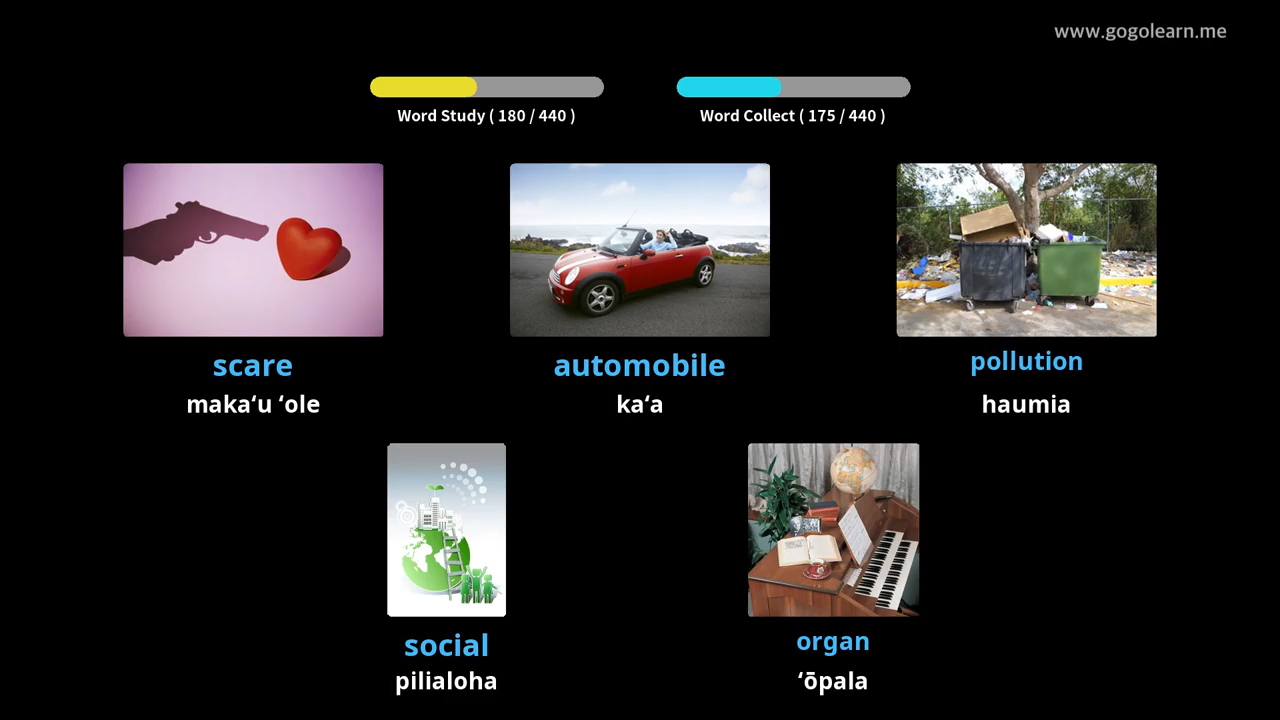 www.gogolearn.me
Word Study ( 180 / 440 )
Word Collect ( 175 / 440 )
scare
makaʻu ʻole
automobile
kaʻa
pollution
haumia
social
pilialoha
organ
ʻōpala